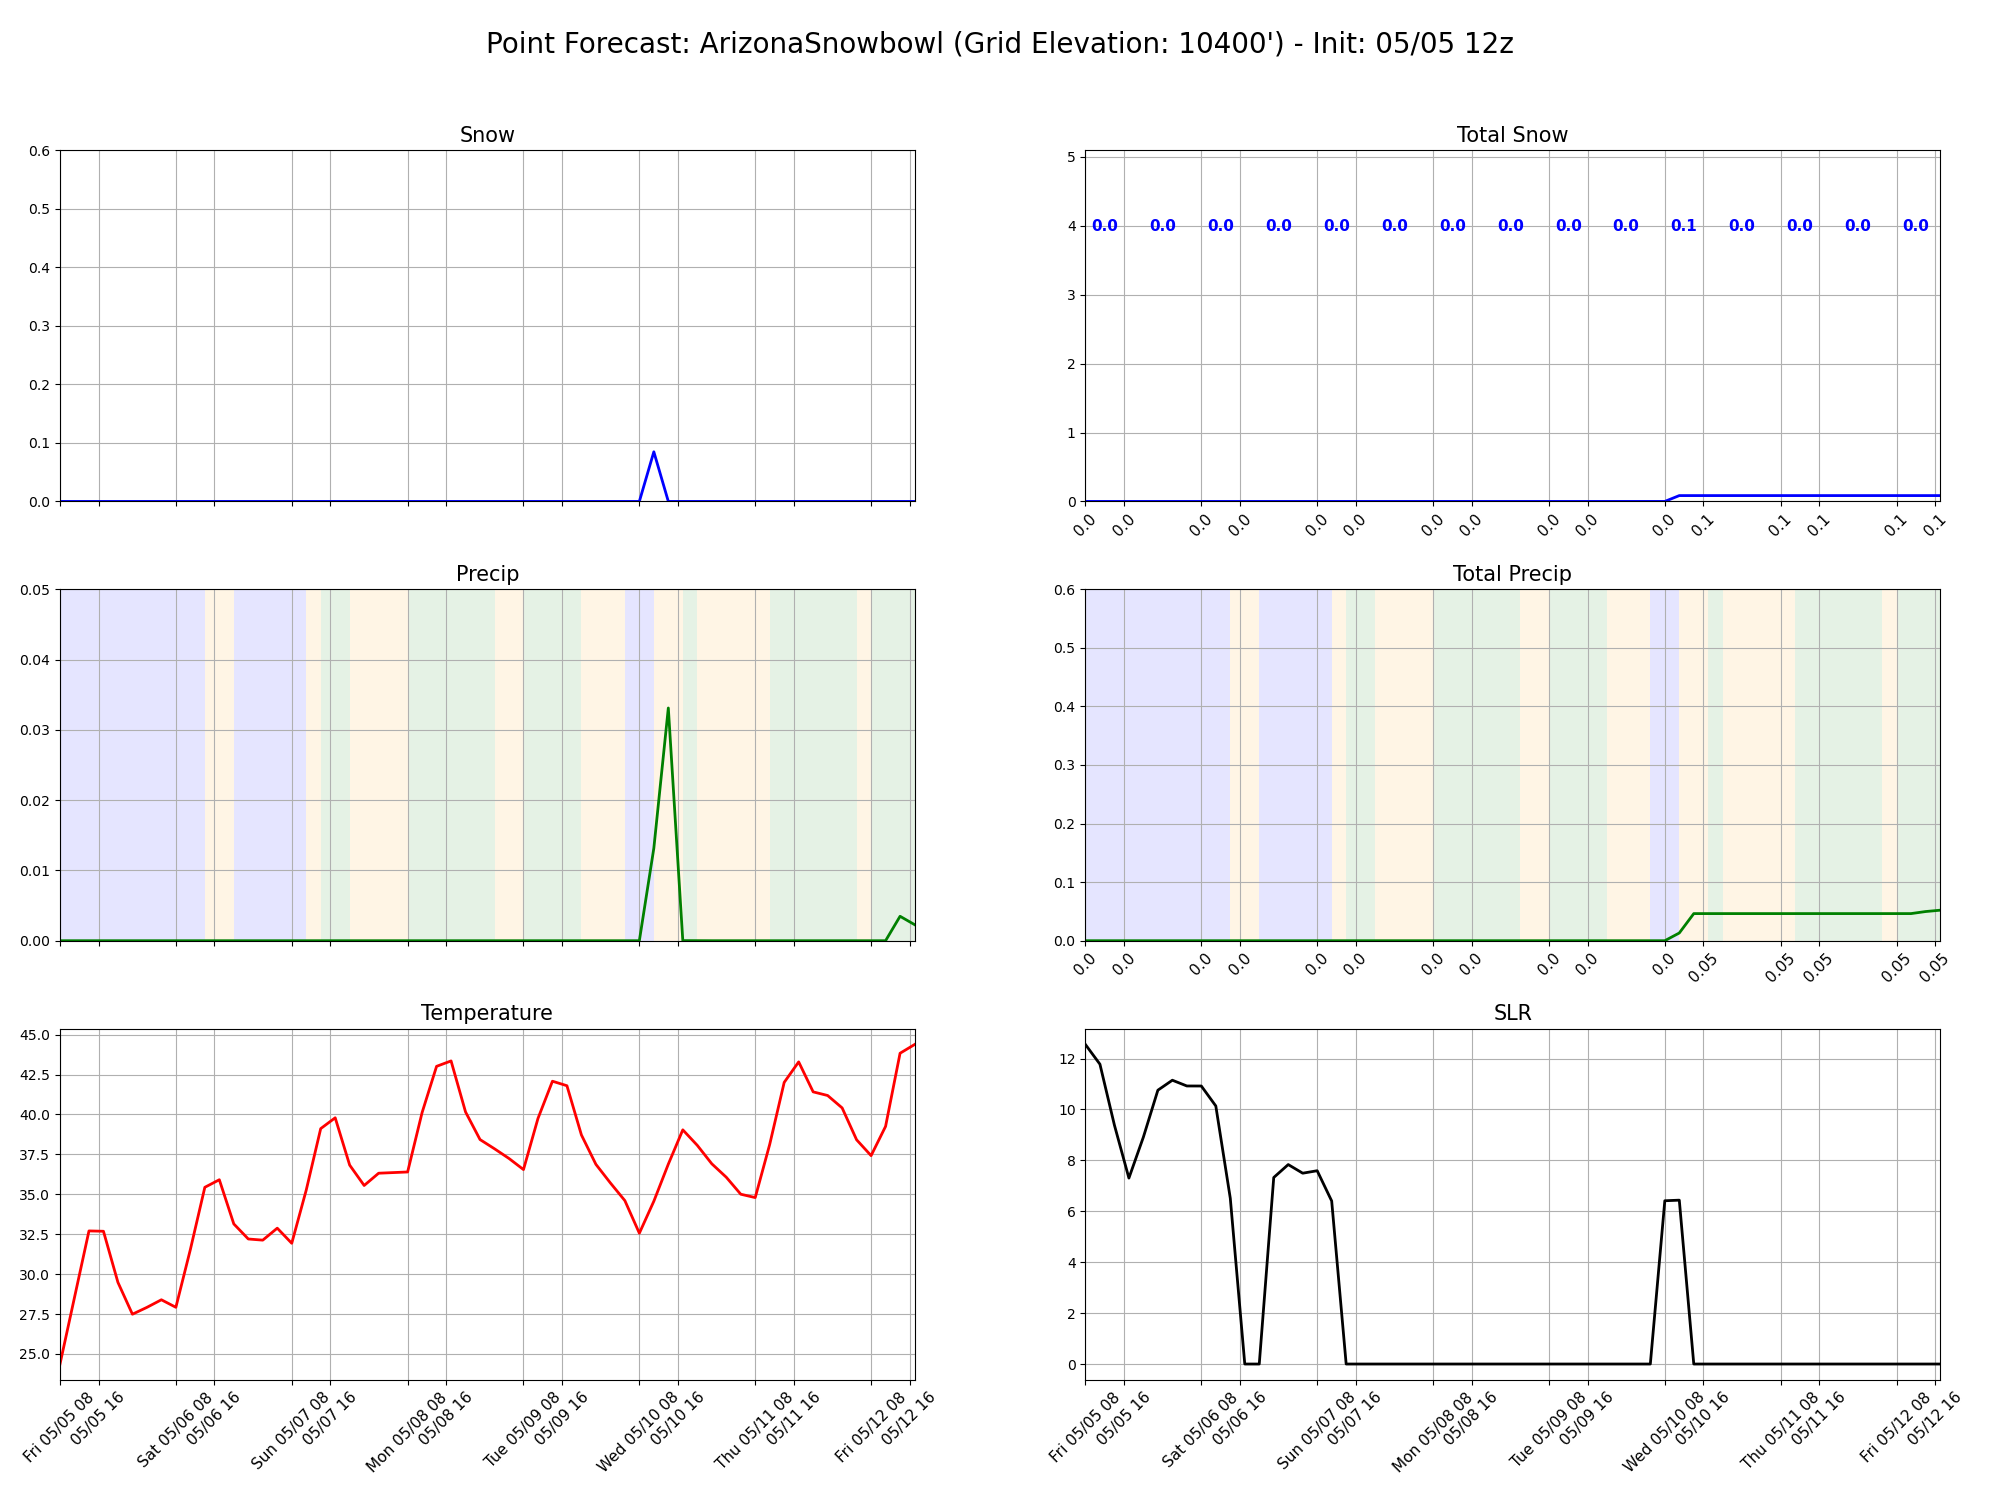 Point Forecast: ArizonaSnowbowl (Grid Elevation: 10400') - Init: 05/05 12z
Snow
0.6
0.5
0.4
0.3
0.2
0.1
0.0
Total Snow
5
4
3
2
1
0
0.0 0.0 0.0 0.0 0.0 0.0 0.0 0.0 0.0 0.0 0.1 0.0 0.0 0.0 0.0
0.0 0.0 0.0 0.0 0.0 0.0 0.0 0.0 0.0 0.0 0.0 0.1 0.1 0.1 0.1 0.1
Precip
0.05
0.04
0.03
0.02
0.01
0.00
Total Precip
0.6
0.5
0.4
0.3
0.2
0.1
0.0
0.0 0.0 0.0 0.0 0.0 0.0 0.0 0.0 0.0 0.0 0.0 0.05 0.05 0.05 0.05 0.05
Temperature
45.0
42.5
40.0
37.5
35.0
32.5
30.0
27.5
25.0
Fri 05/05 08
05/05 16
Sat 05/06 08
05/06 16
Sun 05/07 08
05/07 16
Mon 05/08 08
05/08 16
Tue 05/09 08
05/09 16
Wed 05/10 08
05/10 16
Thu 05/11 08
05/11 16
Fri 05/12 08
05/12 16
SLR
12
10
8
6
4
2
0
Fri 05/05 08
05/05 16
Sat 05/06 08
05/06 16
Sun 05/07 08
05/07 16
Mon 05/08 08
05/08 16
Tue 05/09 08
05/09 16
Wed 05/10 08
05/10 16
Thu 05/11 08
05/11 16
Fri 05/12 08
05/12 16